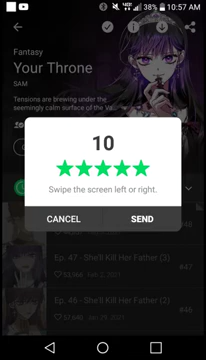 38% 10:57 AM
Fantasy
Your Throne
SAM
Tensions are brewing under the
seemingly calm surface of the Va...
10
Swipe the screen left or right.
CANCEL SEND
Ep. 47 - She'll Kill Her Father (3)
#47
Ep. 46 - She'll Kill Her Father (2)
#46